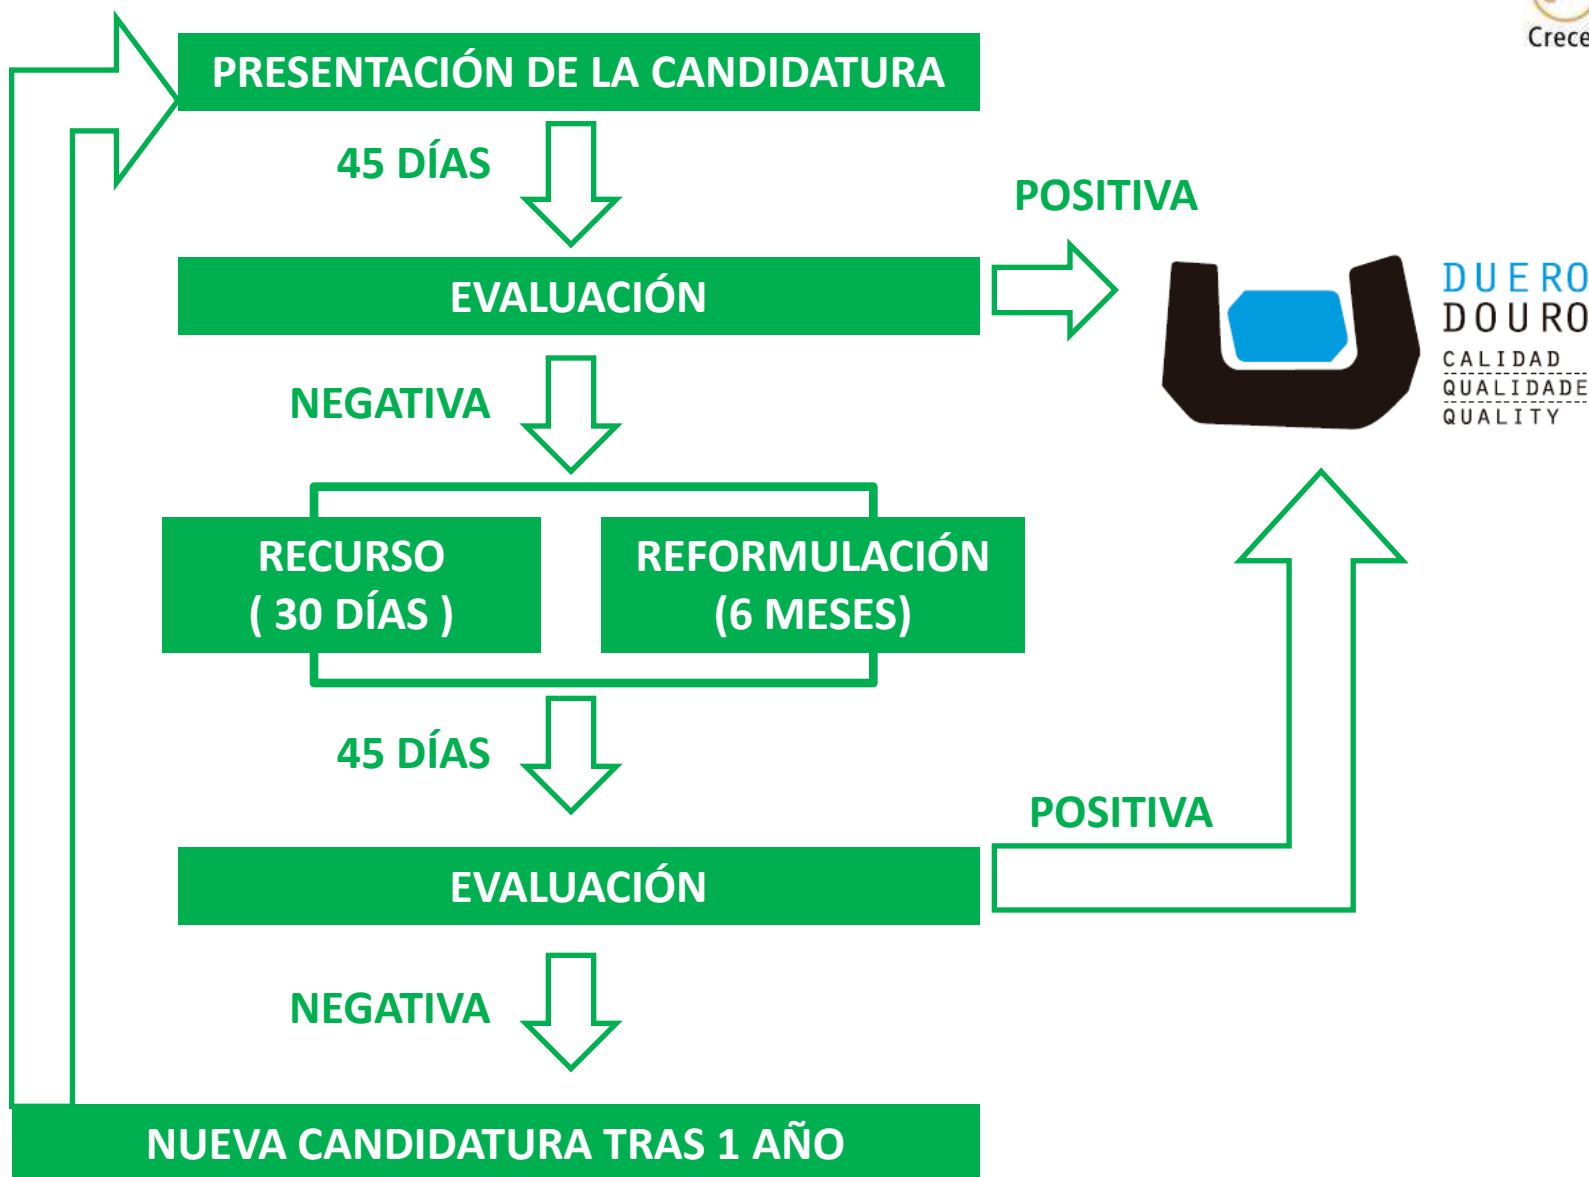 Crece
PRESENTACIÓN DE LA CANDIDATURA
45 DÍAS
POSITIVA
EVALUACIÓN
DUERO
DOURO
CALIDAD
QUALIDADE
QUALITY
NEGATIVA
RECURSO
( 30 DÍAS )
REFORMULACIÓN
(6 MESES)
45 DÍAS
POSITIVA
EVALUACIÓN
NEGATIVA
NUEVA CANDIDATURA TRAS 1 AÑO